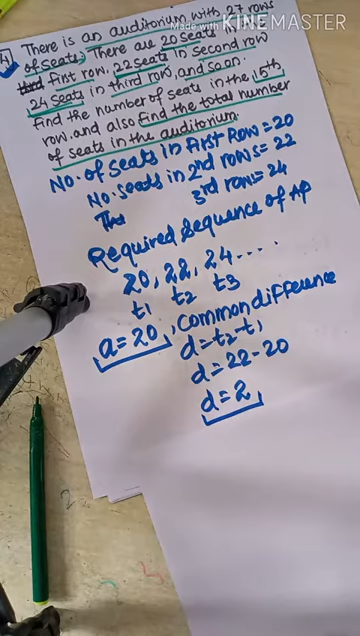 4) There is an auditorium with 27 rows
of seats. There are 20 seats in
Made with KINEMASTER
first row, 22 seats in second row
24 seats in third row, and so on.
find the number of seats in the 15th
row, and also find the total number
of seats in the auditorium.
No. of seats in First Row = 20
No. seats in 2nd rows = 22
The 3rd row = 24
Required sequence of AP
20, 22, 24 ....
t1 t2 t3
a = 20, Common difference
d = t2 - t1
d = 22 - 20
d = 2